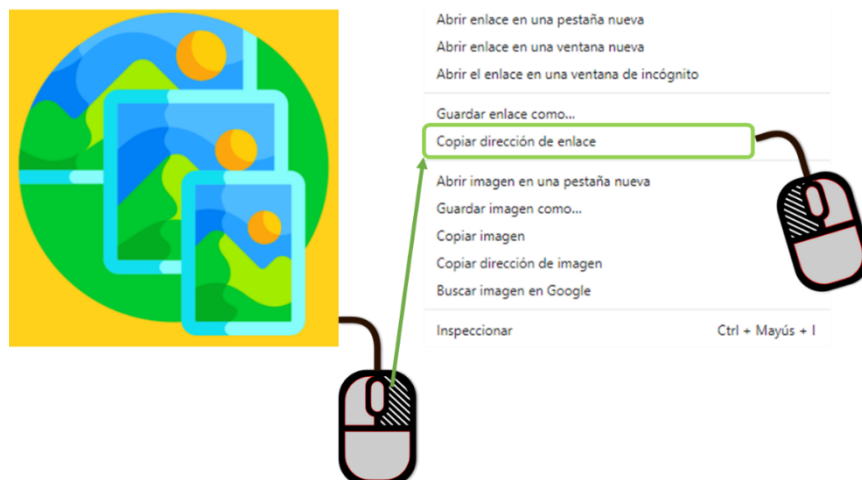 Abrir enlace en una pestaña nueva
Abrir enlace en una ventana nueva
Abrir el enlace en una ventana de incógnito
Guardar enlace como...
Copiar dirección de enlace
Abrir imagen en una pestaña nueva
Guardar imagen como...
Copiar imagen
Copiar dirección de imagen
Buscar imagen en Google
Inspeccionar Ctrl + Mayús + I